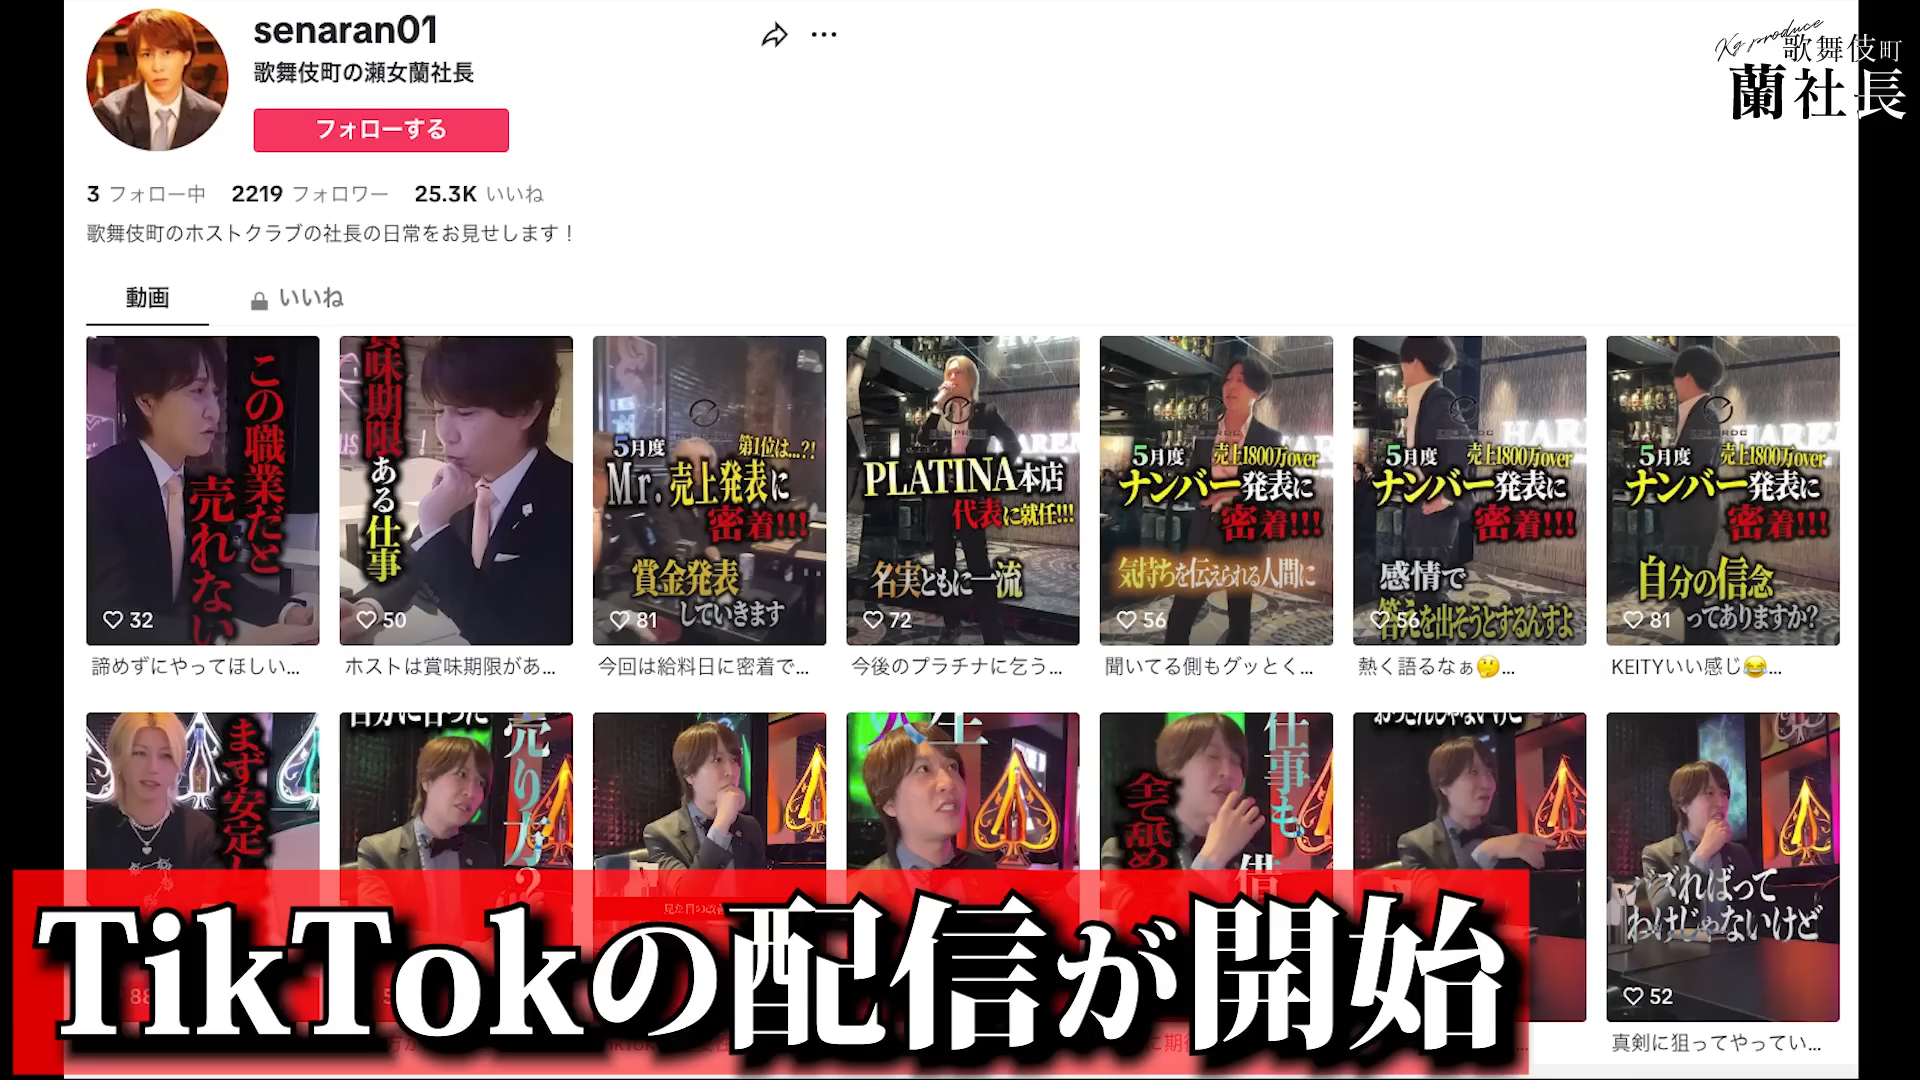 senaran01
歌舞伎町の瀬女蘭社長
フォローする
Kg produce
歌舞伎町
蘭社長
3 フォロー中 2219 フォロワー 25.3K いいね
歌舞伎町のホストクラブの社長の日常をお見せします！
動画 いいね
この職業だと
売れない
32
諦めずにやってほしい...
賞味期限
ある仕事
50
ホストは賞味期限があ...
5月度 第1位は...?!
Mr.売上発表に
密着!!!
賞金発表
していきます
81
今回は給料日に密着で...
PLATINA本店
代表に就任!!!
名実ともに一流
72
今後のプラチナに乞う...
5月度 売上1800万over
ナンバー発表に
密着!!!
気持ちを伝えられる人間に
56
聞いてる側もグッとく...
5月度 売上1800万over
ナンバー発表に
密着!!!
感情で
答えを出そうとするんすよ
56
熱く語るなぁ🤔...
5月度 売上1800万over
ナンバー発表に
密着!!!
自分の信念
ってありますか?
81
KEITYいい感じ😂...
まず安定し
売り方?
人生
仕事も
全て舐め
バズればって
わけじゃないけど
52
真剣に狙ってやってい...
TikTokの配信が開始